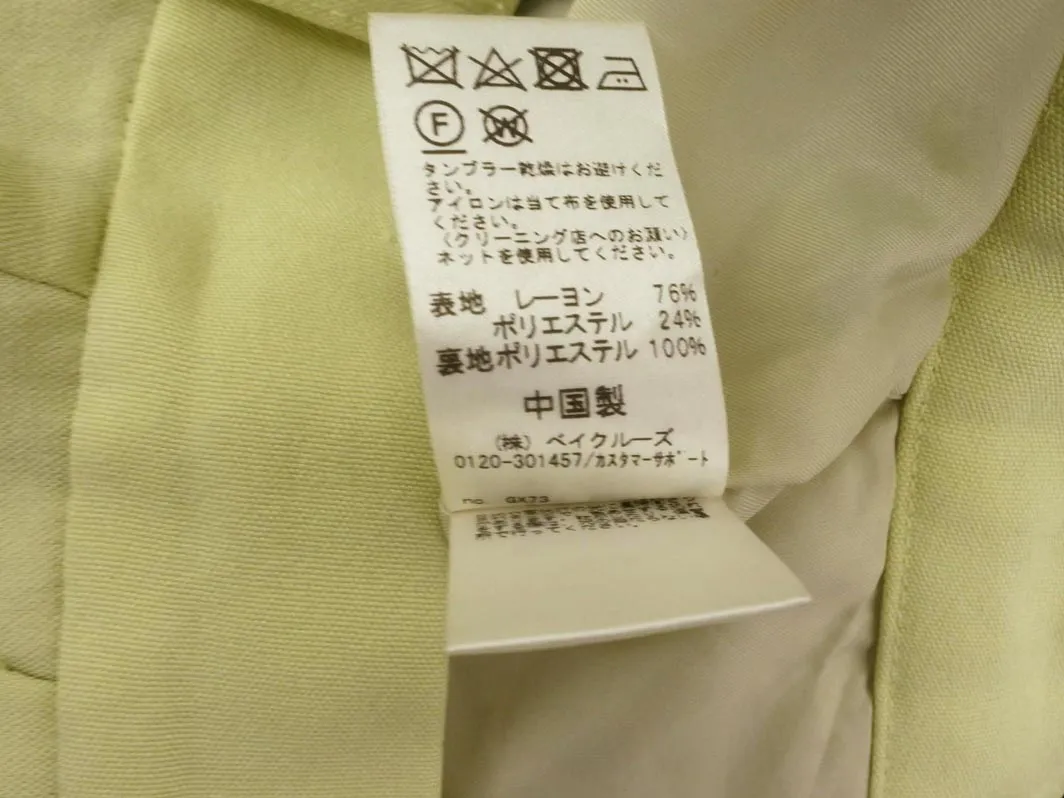 F
W
タンブラー乾燥はお避けくだ
さい。
アイロンは当て布を使用して
ください。
〈クリーニング店へのお願い〉
ネットを使用してください。
表地 レーヨン 76%
ポリエステル 24%
裏地ポリエステル 100%
中国製
(株) ベイクルーズ
0120-301457/カスタマーサポート
no. GX73